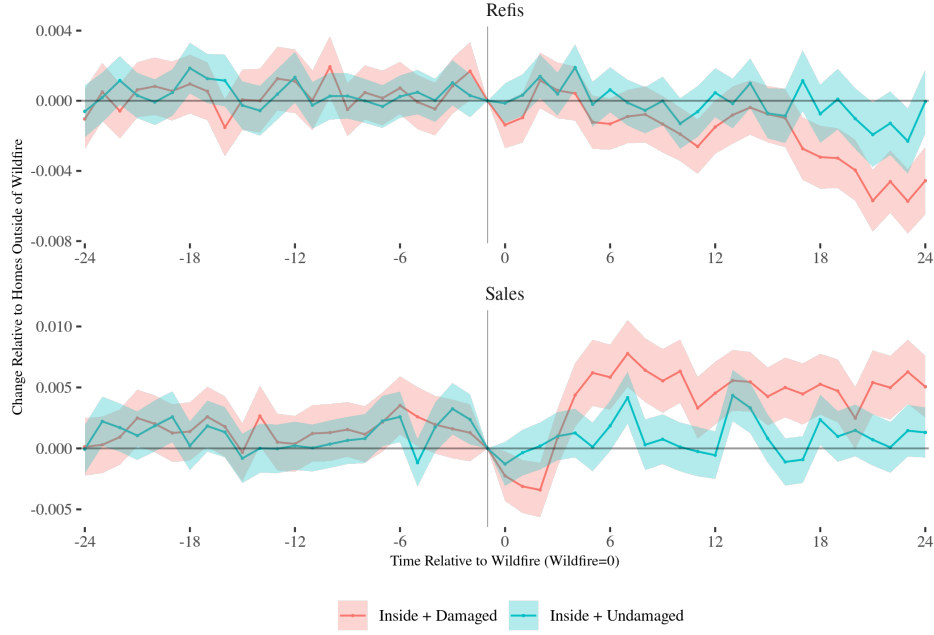 Refis
0.004
0.000
-0.004
-0.008
-24 -18 -12 -6 0 6 12 18 24
Sales
0.010
0.005
0.000
-0.005
-24 -18 -12 -6 0 6 12 18 24
Change Relative to Homes Outside of Wildfire
Time Relative to Wildfire (Wildfire=0)
Inside + Damaged Inside + Undamaged